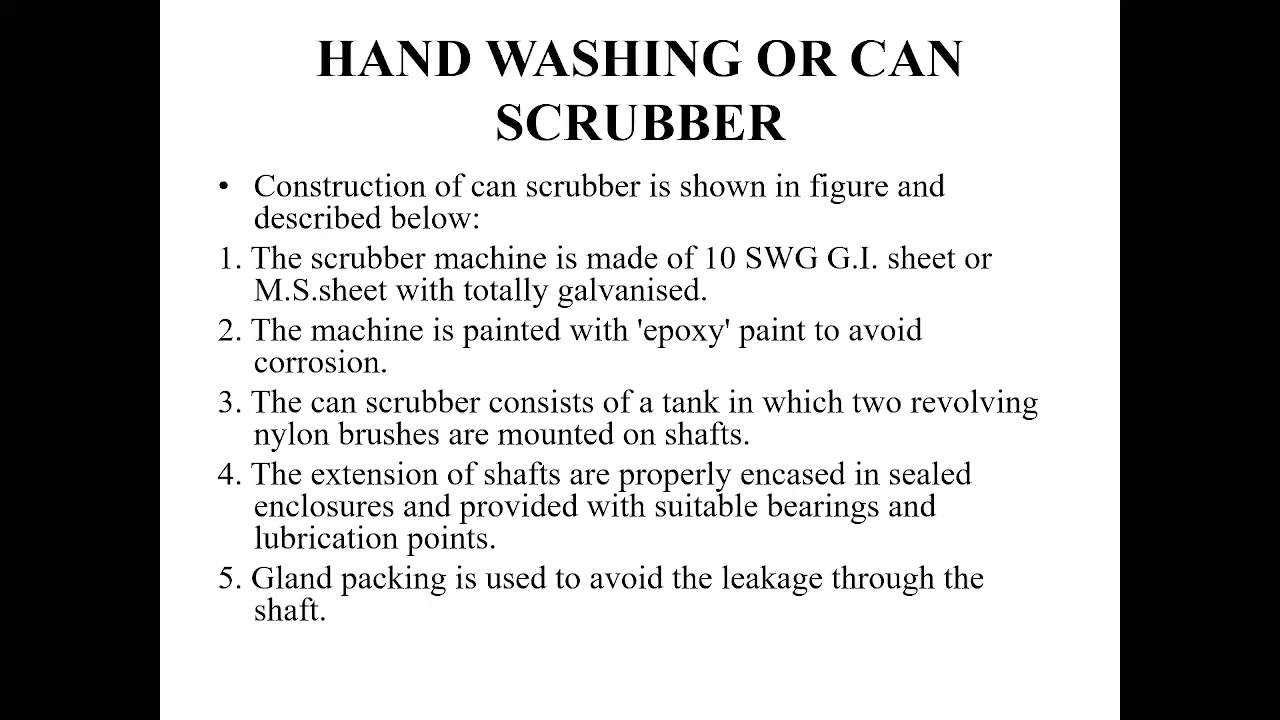 HAND WASHING OR CAN
SCRUBBER
• Construction of can scrubber is shown in figure and
described below:
1. The scrubber machine is made of 10 SWG G.I. sheet or
M.S.sheet with totally galvanised.
2. The machine is painted with 'epoxy' paint to avoid
corrosion.
3. The can scrubber consists of a tank in which two revolving
nylon brushes are mounted on shafts.
4. The extension of shafts are properly encased in sealed
enclosures and provided with suitable bearings and
lubrication points.
5. Gland packing is used to avoid the leakage through the
shaft.